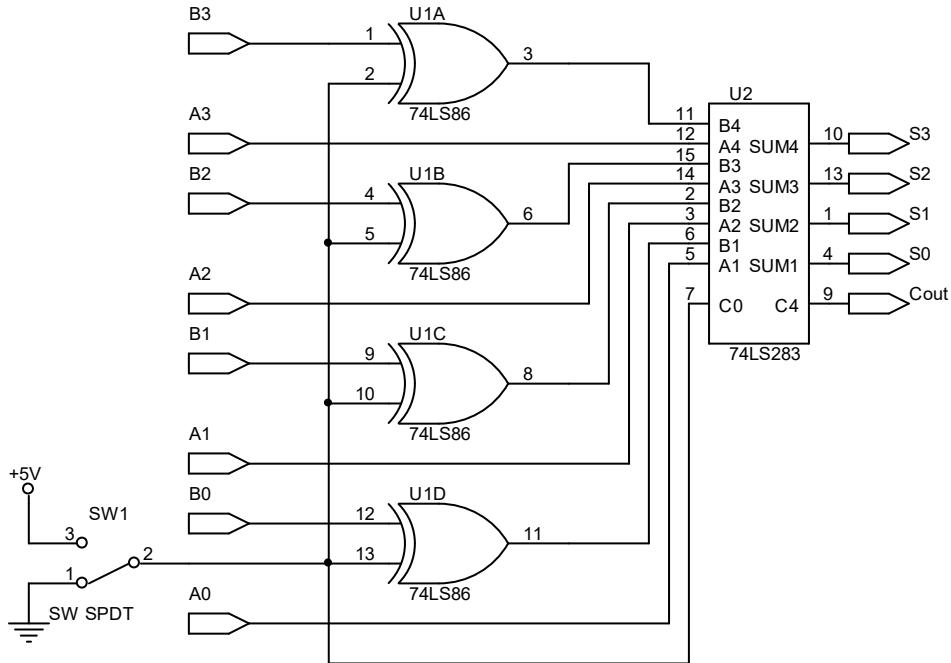 B3
U1A
1
3
2
74LS86
U2
A3
11
B4
12
A4
SUM4
10
S3
B2
U1B
15
B3
4
6
14
A3
SUM3
13
S2
5
2
B2
74LS86
3
A2
SUM2
1
S1
A2
6
B1
5
A1
SUM1
4
S0
7
C0
C4
9
Cout
B1
U1C
74LS283
9
8
10
74LS86
A1
+5V
B0
U1D
SW1
12
11
3
2
13
1
74LS86
SW SPDT
A0